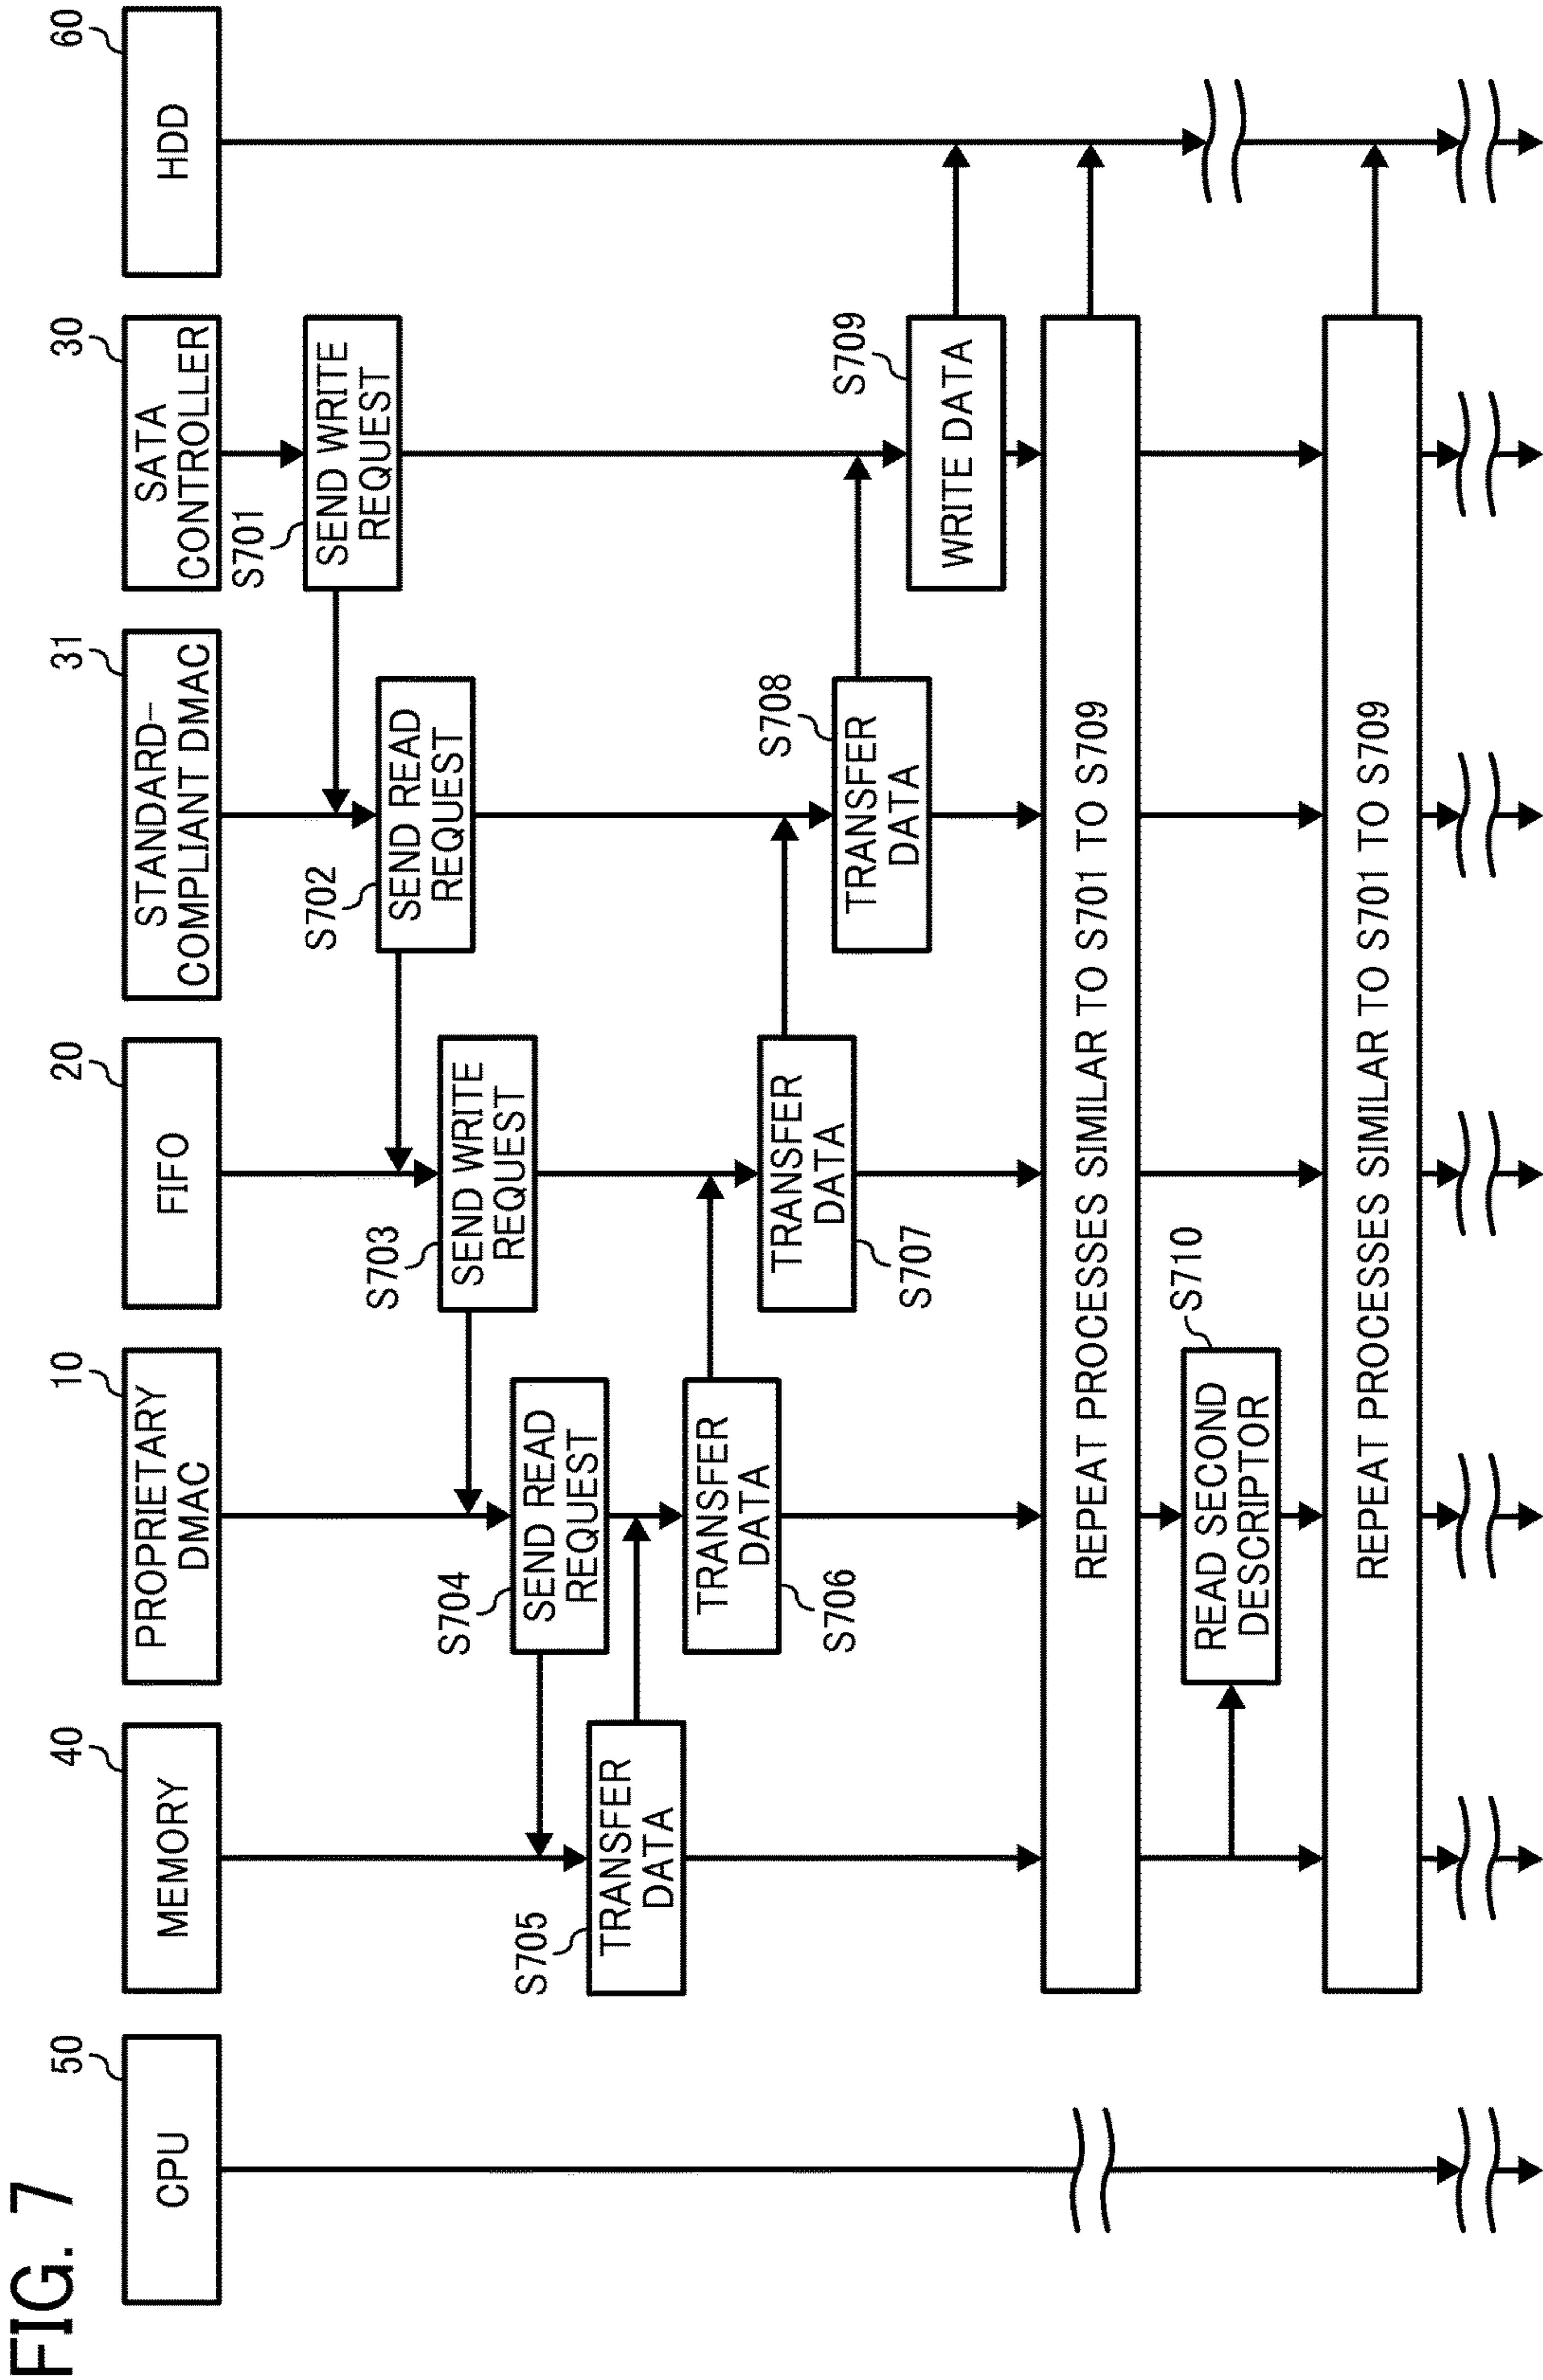 FIG. 7
50
40
10
20
31
30
60
CPU
MEMORY
PROPRIETARY
DMAC
FIFO
STANDARD–
COMPLIANT DMAC
SATA
CONTROLLER
HDD
S701
SEND WRITE
REQUEST
S702
SEND READ
REQUEST
S703
SEND WRITE
REQUEST
S704
SEND READ
REQUEST
S705
TRANSFER
DATA
S706
TRANSFER
DATA
S707
TRANSFER
DATA
S708
TRANSFER
DATA
S709
WRITE DATA
REPEAT PROCESSES SIMILAR TO S701 TO S709
S710
READ SECOND
DESCRIPTOR
REPEAT PROCESSES SIMILAR TO S701 TO S709